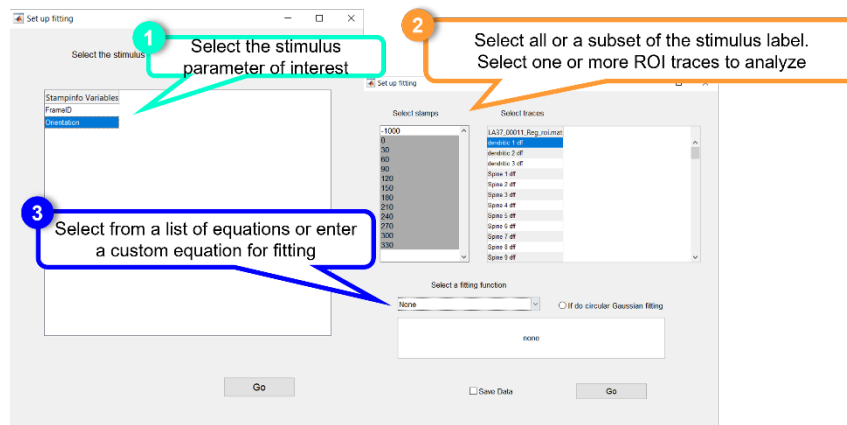 Set up fitting
1
Select the stimulus
Select the stimulus
parameter of interest
Stampinfo Variables
FrameID
Orientation
2
Select all or a subset of the stimulus label.
Select one or more ROI traces to analyze
Set up fitting
Select stamps
-1000
0
30
60
90
120
150
180
210
240
270
300
330
Select traces
LA37_00011_Reg_roi.mat
dendritic 1 dff
dendritic 2 dff
dendritic 3 dff
Spine 1 dff
Spine 2 dff
Spine 3 dff
Spine 4 dff
Spine 5 dff
Spine 6 dff
Spine 7 dff
Spine 8 dff
Spine 9 dff
3
Select from a list of equations or enter
a custom equation for fitting
Select a fitting function
None
If do circular Gaussian fitting
none
Go
Save Data
Go